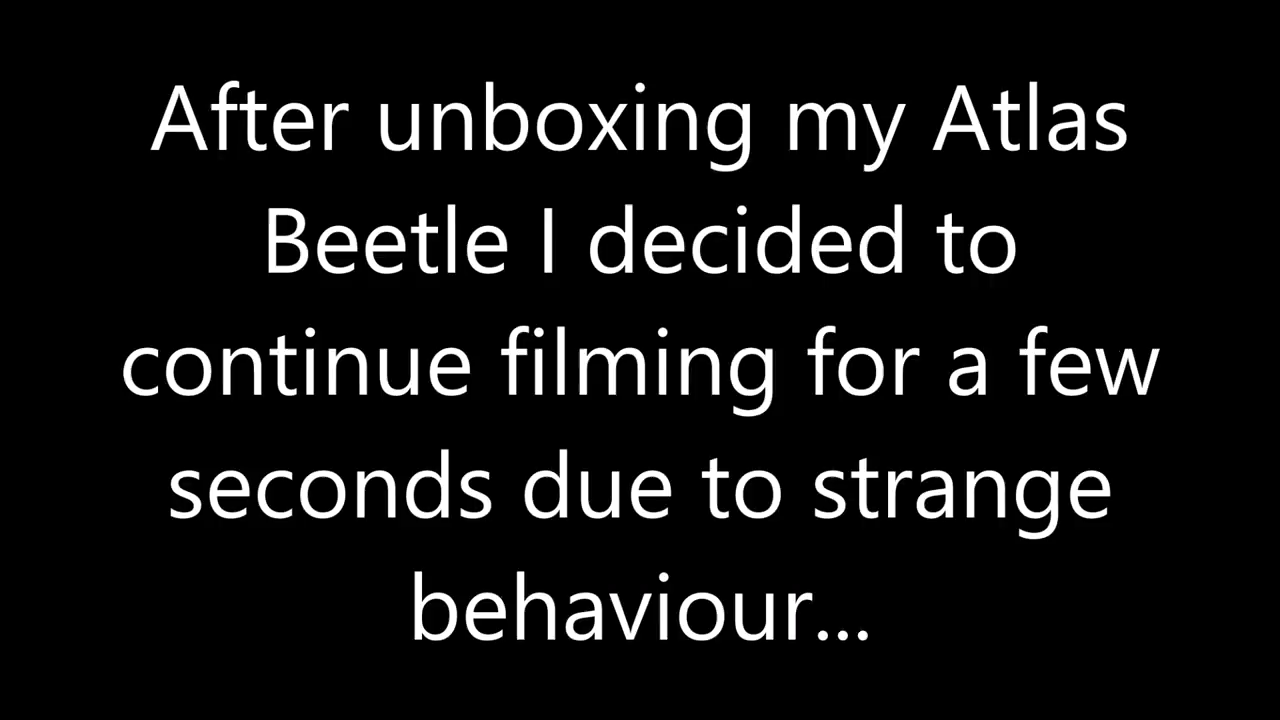 After unboxing my Atlas
Beetle I decided to
continue filming for a few
seconds due to strange
behaviour...